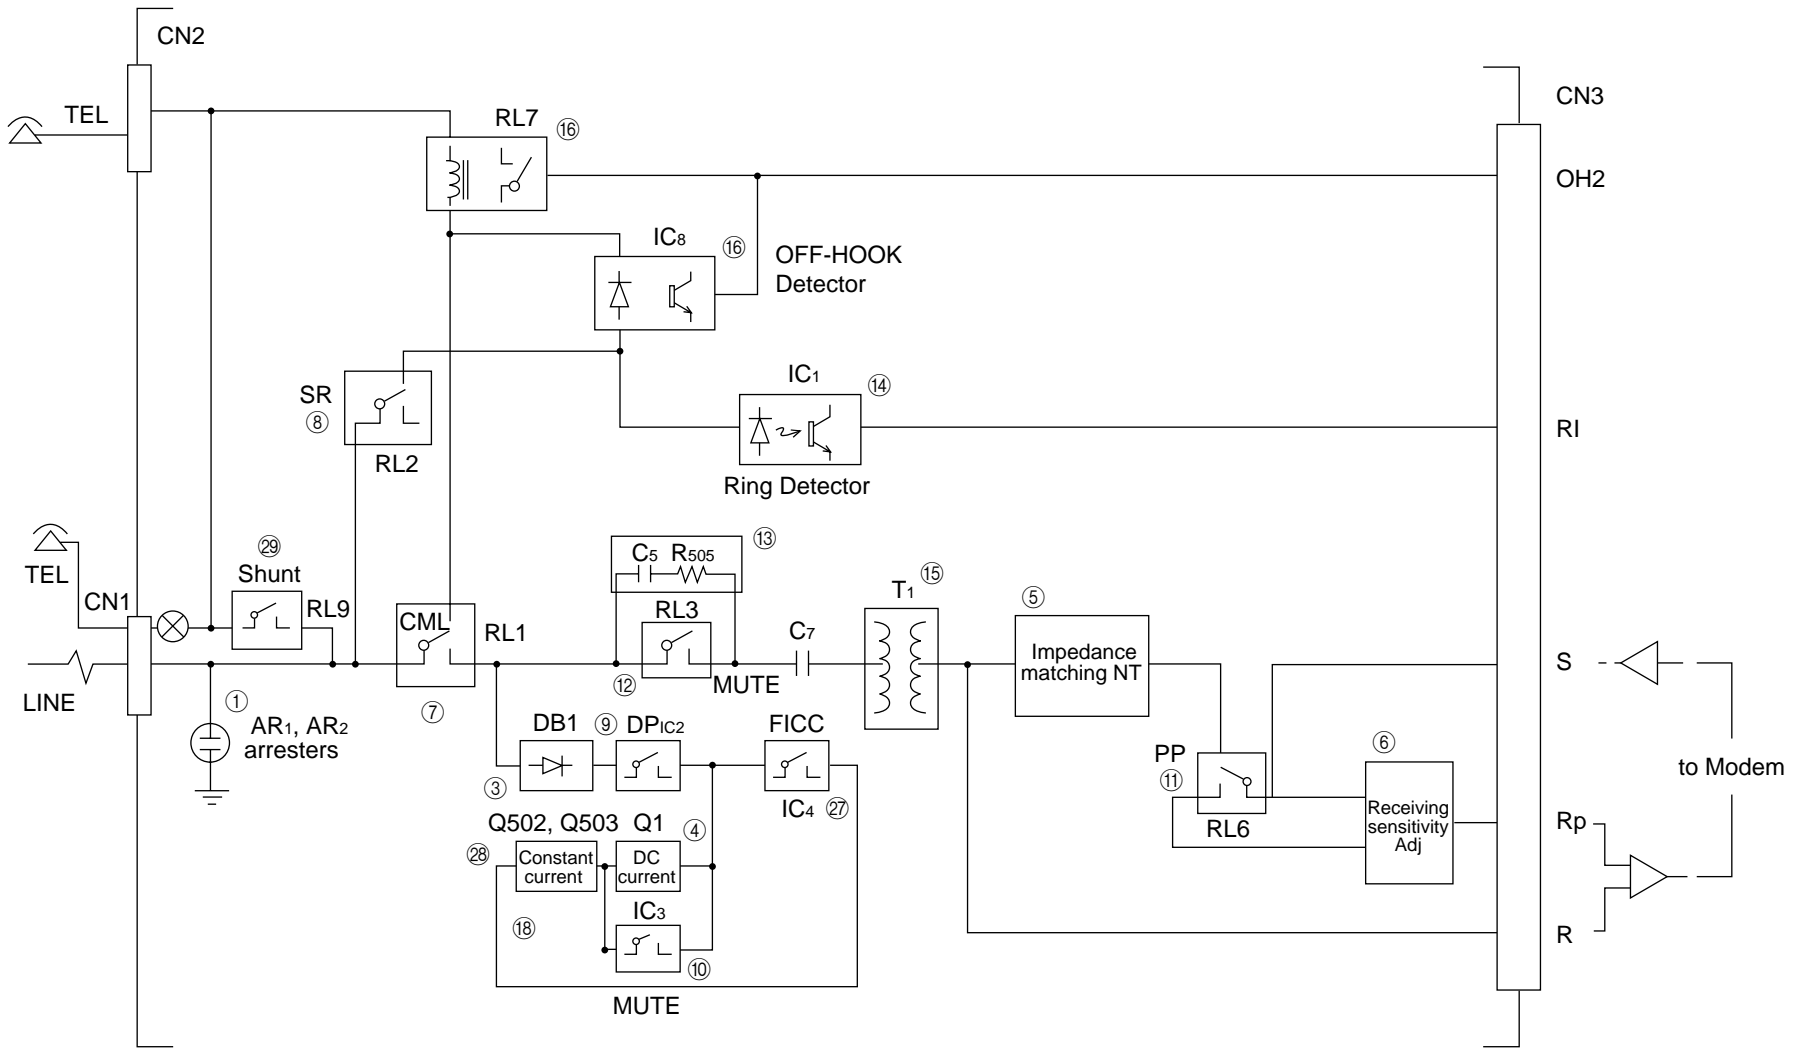 CN2
CN3
TEL
RL7
⑯
OH2
IC8
⑯
OFF-HOOK
Detector
SR
⑧
RL2
IC1
⑭
RI
Ring Detector
TEL
CN1
㉙
Shunt
RL9
LINE
①
AR1, AR2
arresters
CML
RL1
⑦
⑬
C5
R505
RL3
⑫
MUTE
C7
T1
⑮
⑤
Impedance
matching NT
S
DB1
③
⑨
DPIC2
FICC
IC4
㉗
Q502, Q503
Q1
④
㉘
Constant
current
DC
current
⑱
IC3
⑩
MUTE
PP
⑪
RL6
⑥
Receiving
sensitivity
Adj
to Modem
Rp
R